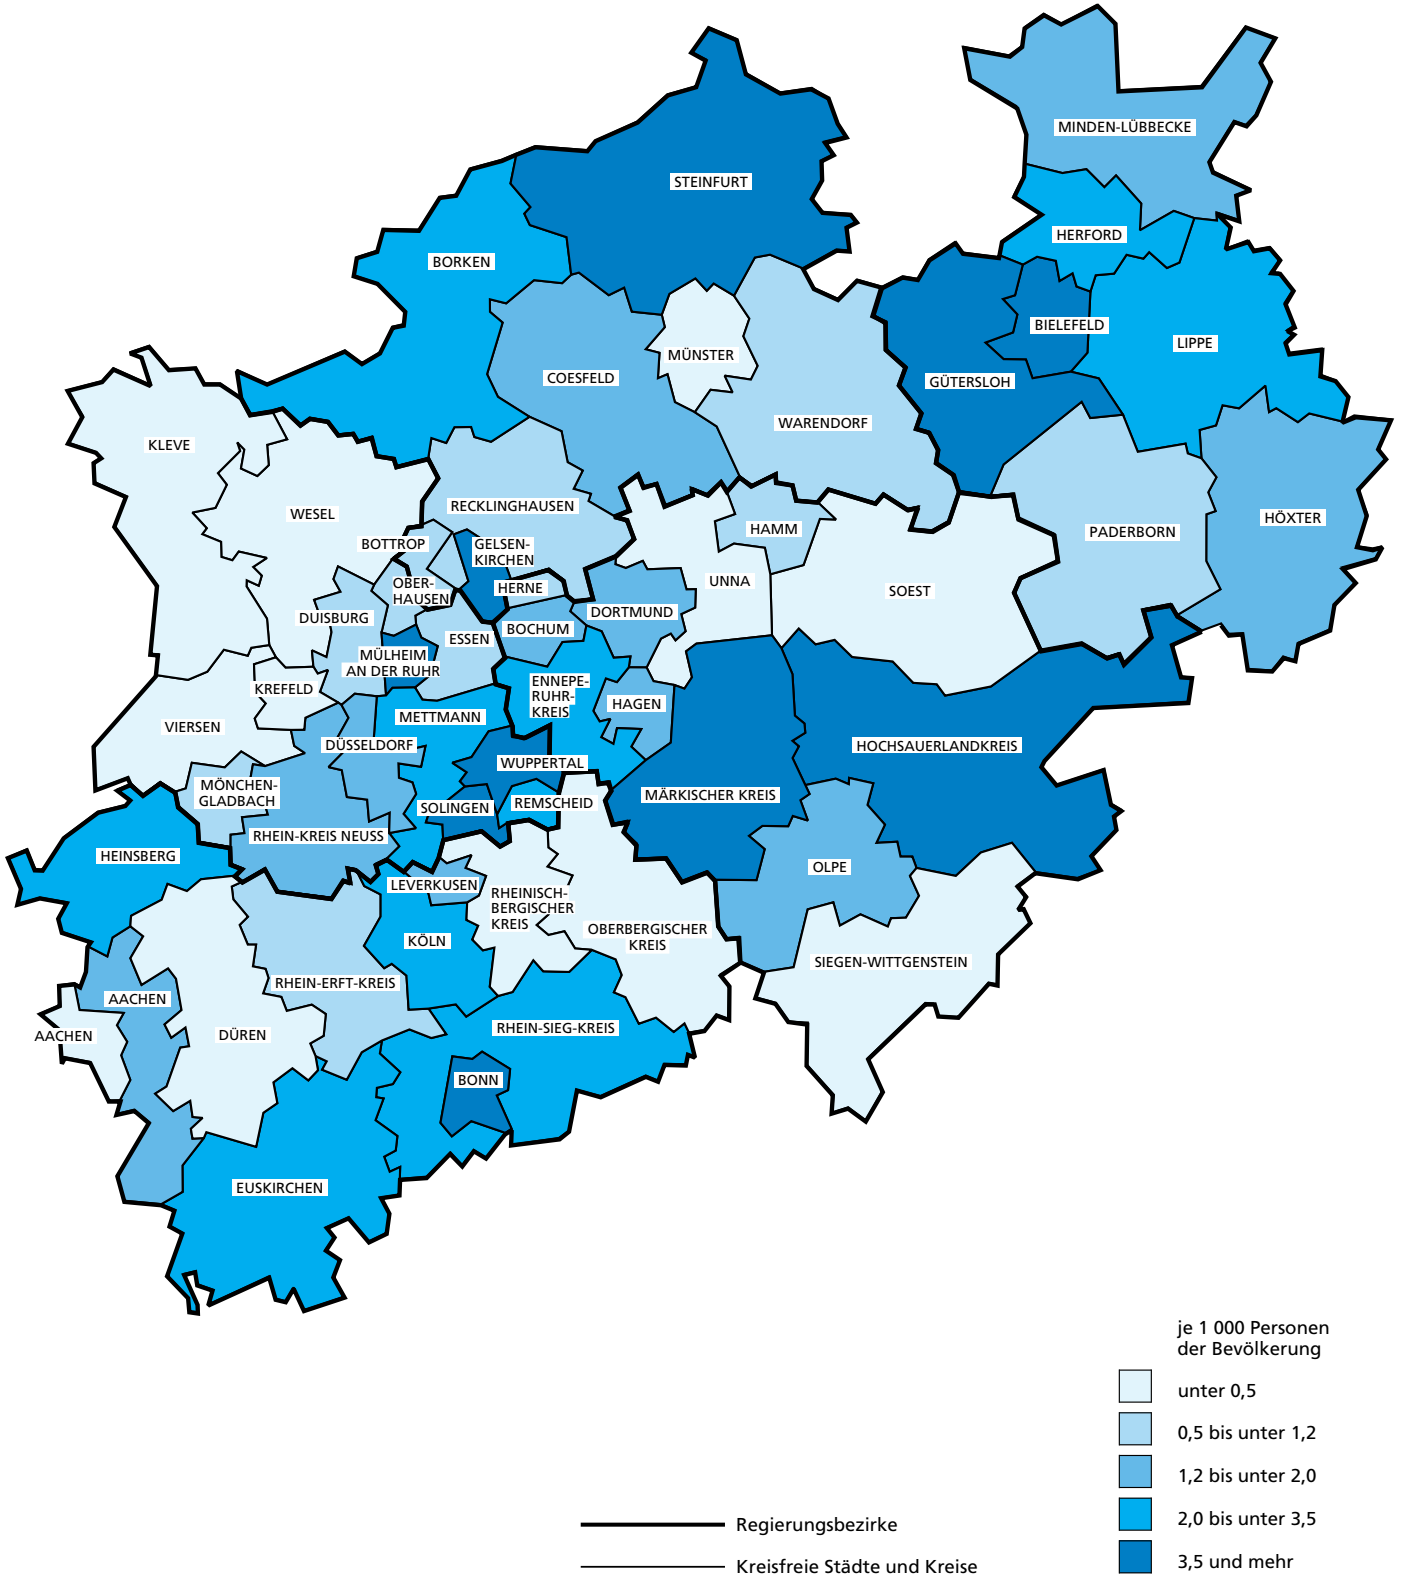 MINDEN-LÜBBECKE
STEINFURT
HERFORD
BORKEN
BIELEFELD
LIPPE
MÜNSTER
COESFELD
GÜTERSLOH
WARENDORF
KLEVE
RECKLINGHAUSEN
WESEL
HÖXTER
HAMM
PADERBORN
BOTTROP
GELSEN-
KIRCHEN
UNNA
OBER-
HAUSEN
HERNE
SOEST
DORTMUND
DUISBURG
BOCHUM
ESSEN
MÜLHEIM
AN DER RUHR
KREFELD
ENNEPE-
RUHR-
KREIS
HAGEN
METTMANN
VIERSEN
DÜSSELDORF
HOCHSAUERLANDKREIS
WUPPERTAL
MÖNCHEN-
GLADBACH
MÄRKISCHER KREIS
SOLINGEN
REMSCHEID
RHEIN-KREIS NEUSS
HEINSBERG
OLPE
LEVERKUSEN
RHEINISCH-
BERGISCHER
KREIS
OBERBERGISCHER
KREIS
KÖLN
SIEGEN-WITTGENSTEIN
RHEIN-ERFT-KREIS
AACHEN
RHEIN-SIEG-KREIS
AACHEN
DÜREN
BONN
EUSKIRCHEN
je 1 000 Personen
der Bevölkerung
unter 0,5
0,5 bis unter 1,2
1,2 bis unter 2,0
2,0 bis unter 3,5
3,5 und mehr
Regierungsbezirke
Kreisfreie Städte und Kreise